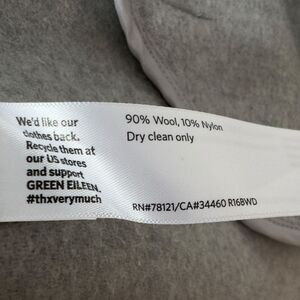 We'd like our
clothes back.
Recycle them at
our US stores
and support
GREEN EILEEN.
#thxverymuch
90% Wool, 10% Nylon
Dry clean only
RN#78121/CA#34460 R16BWD